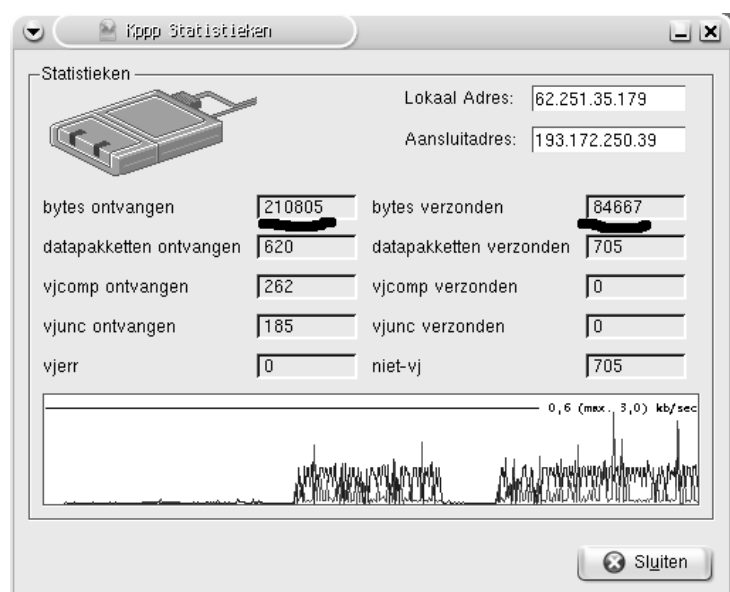 Kppp Statistieken
Statistieken
Lokaal Adres: 62.251.35.179
Aansluitadres: 193.172.250.39
bytes ontvangen 210805 bytes verzonden 84667
datapakketten ontvangen 620 datapakketten verzonden 705
vjcomp ontvangen 262 vjcomp verzonden 0
vjunc ontvangen 185 vjunc verzonden 0
vjerr 0 niet-vj 705
0,6 (max. 3,0) kb/sec
Sluiten